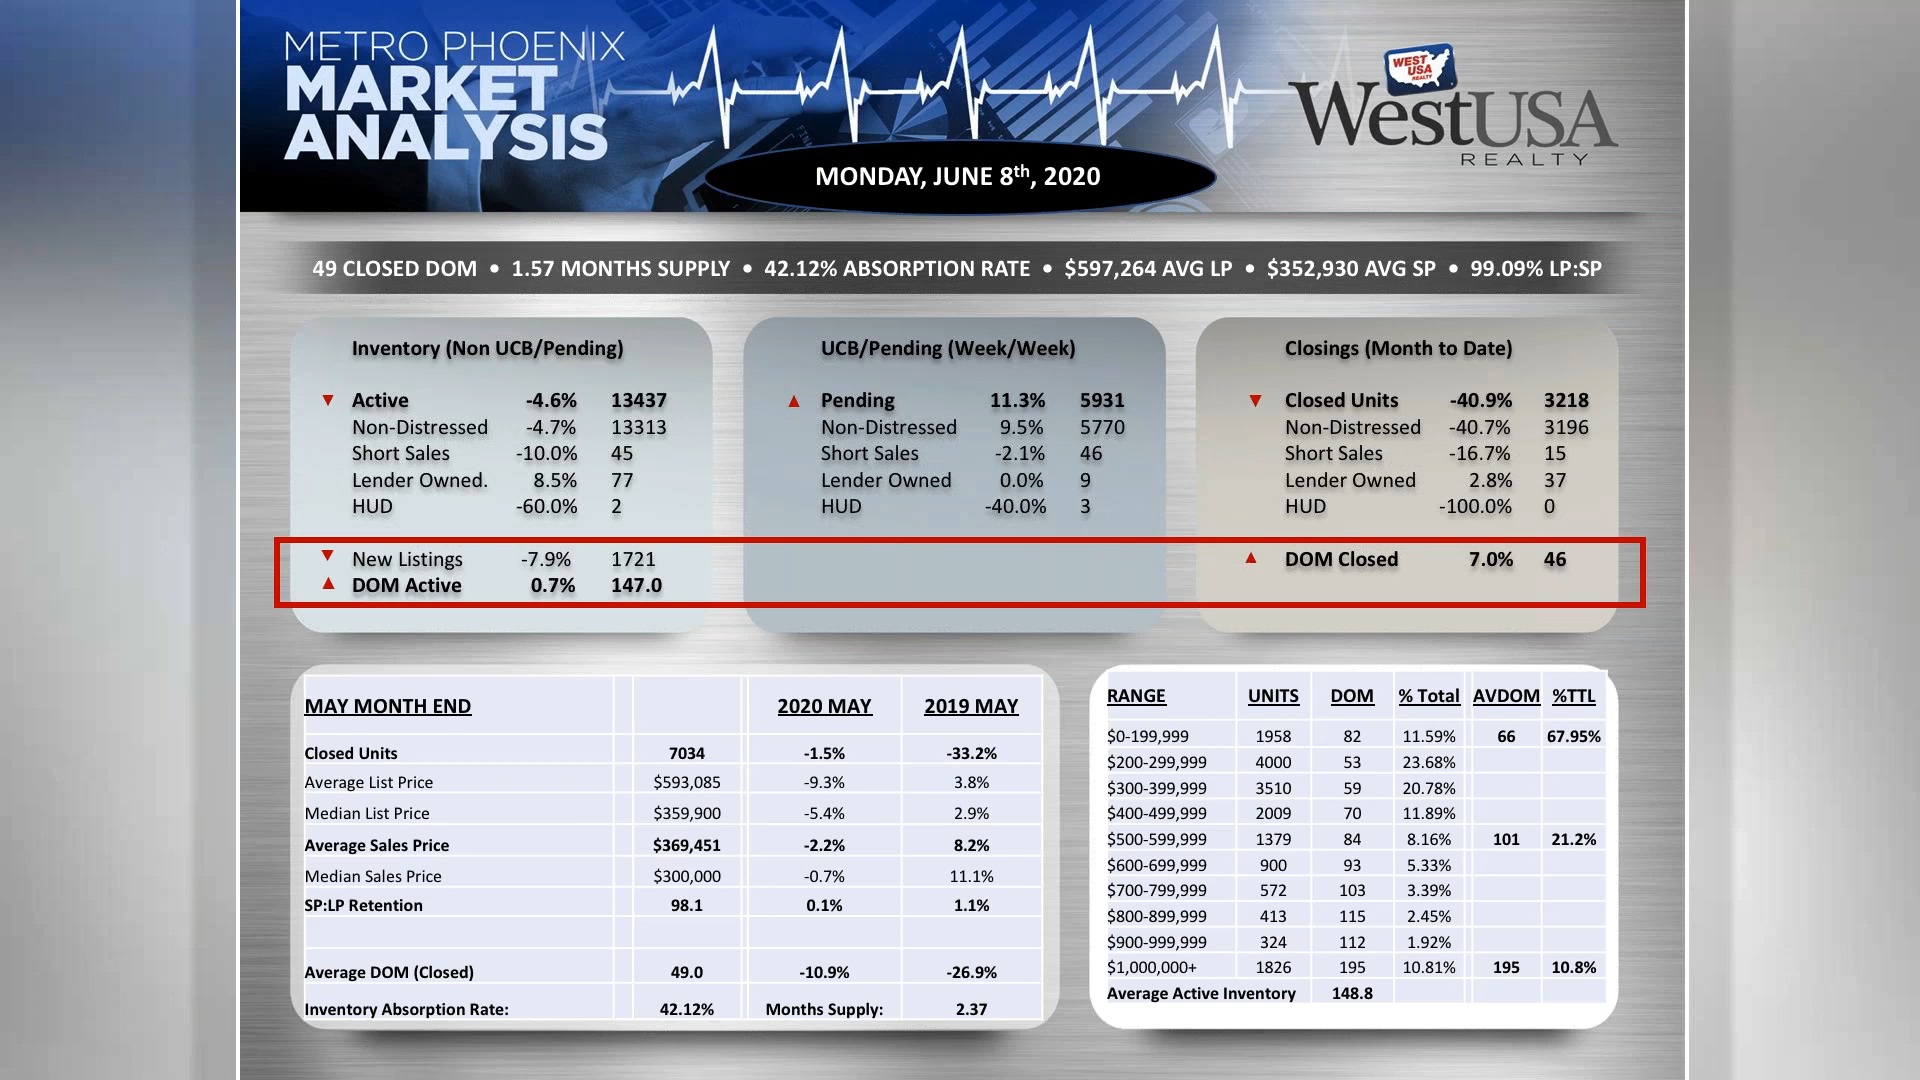 METRO PHOENIX
MARKET
ANALYSIS
WEST
USA
REALTY
WestUSA
REALTY
MONDAY, JUNE 8th, 2020
49 CLOSED DOM • 1.57 MONTHS SUPPLY • 42.12% ABSORPTION RATE • $597,264 AVG LP • $352,930 AVG SP • 99.09% LP:SP
Inventory (Non UCB/Pending)
▼ Active -4.6% 13437
Non-Distressed -4.7% 13313
Short Sales -10.0% 45
Lender Owned. 8.5% 77
HUD -60.0% 2
▼ New Listings -7.9% 1721
▲ DOM Active 0.7% 147.0
UCB/Pending (Week/Week)
▲ Pending 11.3% 5931
Non-Distressed 9.5% 5770
Short Sales -2.1% 46
Lender Owned 0.0% 9
HUD -40.0% 3
Closings (Month to Date)
▼ Closed Units -40.9% 3218
Non-Distressed -40.7% 3196
Short Sales -16.7% 15
Lender Owned 2.8% 37
HUD -100.0% 0
▲ DOM Closed 7.0% 46
MAY MONTH END 2020 MAY 2019 MAY
Closed Units 7034 -1.5% -33.2%
Average List Price $593,085 -9.3% 3.8%
Median List Price $359,900 -5.4% 2.9%
Average Sales Price $369,451 -2.2% 8.2%
Median Sales Price $300,000 -0.7% 11.1%
SP:LP Retention 98.1 0.1% 1.1%
Average DOM (Closed) 49.0 -10.9% -26.9%
Inventory Absorption Rate: 42.12% Months Supply: 2.37
RANGE UNITS DOM % Total AVDOM %TTL
$0-199,999 1958 82 11.59% 66 67.95%
$200-299,999 4000 53 23.68%
$300-399,999 3510 59 20.78%
$400-499,999 2009 70 11.89%
$500-599,999 1379 84 8.16% 101 21.2%
$600-699,999 900 93 5.33%
$700-799,999 572 103 3.39%
$800-899,999 413 115 2.45%
$900-999,999 324 112 1.92%
$1,000,000+ 1826 195 10.81% 195 10.8%
Average Active Inventory 148.8